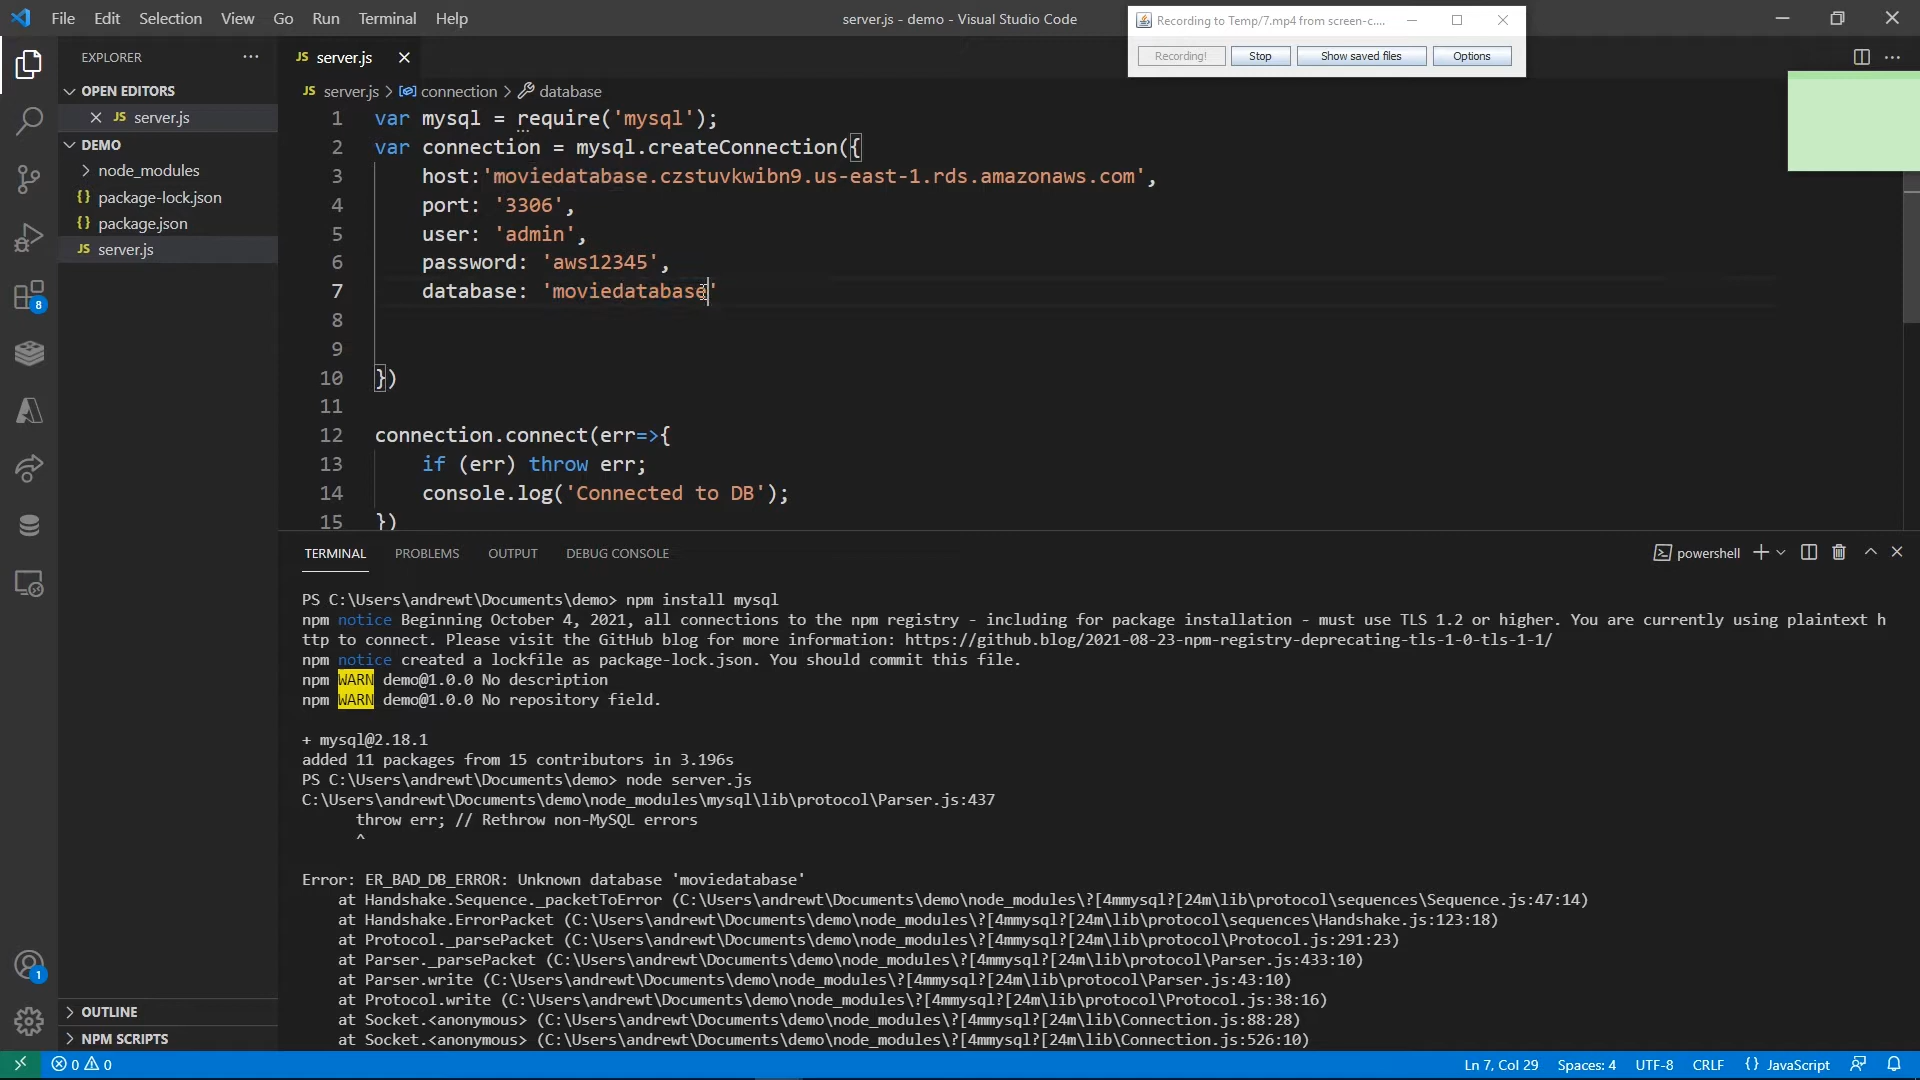 File Edit Selection View Go Run Terminal Help
server.js - demo - Visual Studio Code
Recording to Temp/7.mp4 from screen-c....
Recording! Stop Show saved files Options
EXPLORER
OPEN EDITORS
JS server.js
DEMO
node_modules
{} package-lock.json
{} package.json
JS server.js
OUTLINE
NPM SCRIPTS
8
1
JS server.js
JS server.js > connection > database
1 var mysql = require('mysql');
2 var connection = mysql.createConnection({
3 host:'moviedatabase.czstuvkwibn9.us-east-1.rds.amazonaws.com',
4 port: '3306',
5 user: 'admin',
6 password: 'aws12345',
7 database: 'moviedatabase'
8
9
10 })
11
12 connection.connect(err=>{
13 if (err) throw err;
14 console.log('Connected to DB');
15 })
TERMINAL PROBLEMS OUTPUT DEBUG CONSOLE
powershell
PS C:\Users\andrewt\Documents\demo> npm install mysql
npm notice Beginning October 4, 2021, all connections to the npm registry - including for package installation - must use TLS 1.2 or higher. You are currently using plaintext h
ttp to connect. Please visit the GitHub blog for more information: https://github.blog/2021-08-23-npm-registry-deprecating-tls-1-0-tls-1-1/
npm notice created a lockfile as package-lock.json. You should commit this file.
npm WARN demo@1.0.0 No description
npm WARN demo@1.0.0 No repository field.
+ mysql@2.18.1
added 11 packages from 15 contributors in 3.196s
PS C:\Users\andrewt\Documents\demo> node server.js
C:\Users\andrewt\Documents\demo\node_modules\mysql\lib\protocol\Parser.js:437
throw err; // Rethrow non-MySQL errors
^
Error: ER_BAD_DB_ERROR: Unknown database 'moviedatabase'
at Handshake.Sequence._packetToError (C:\Users\andrewt\Documents\demo\node_modules\?[4mmysql?[24m\lib\protocol\sequences\Sequence.js:47:14)
at Handshake.ErrorPacket (C:\Users\andrewt\Documents\demo\node_modules\?[4mmysql?[24m\lib\protocol\sequences\Handshake.js:123:18)
at Protocol._parsePacket (C:\Users\andrewt\Documents\demo\node_modules\?[4mmysql?[24m\lib\protocol\Protocol.js:291:23)
at Parser._parsePacket (C:\Users\andrewt\Documents\demo\node_modules\?[4mmysql?[24m\lib\protocol\Parser.js:433:10)
at Parser.write (C:\Users\andrewt\Documents\demo\node_modules\?[4mmysql?[24m\lib\protocol\Parser.js:43:10)
at Protocol.write (C:\Users\andrewt\Documents\demo\node_modules\?[4mmysql?[24m\lib\protocol\Protocol.js:38:16)
at Socket.<anonymous> (C:\Users\andrewt\Documents\demo\node_modules\?[4mmysql?[24m\lib\Connection.js:88:28)
at Socket.<anonymous> (C:\Users\andrewt\Documents\demo\node_modules\?[4mmysql?[24m\lib\Connection.js:526:10)
0 0 Ln 7, Col 29 Spaces: 4 UTF-8 CRLF {} JavaScript